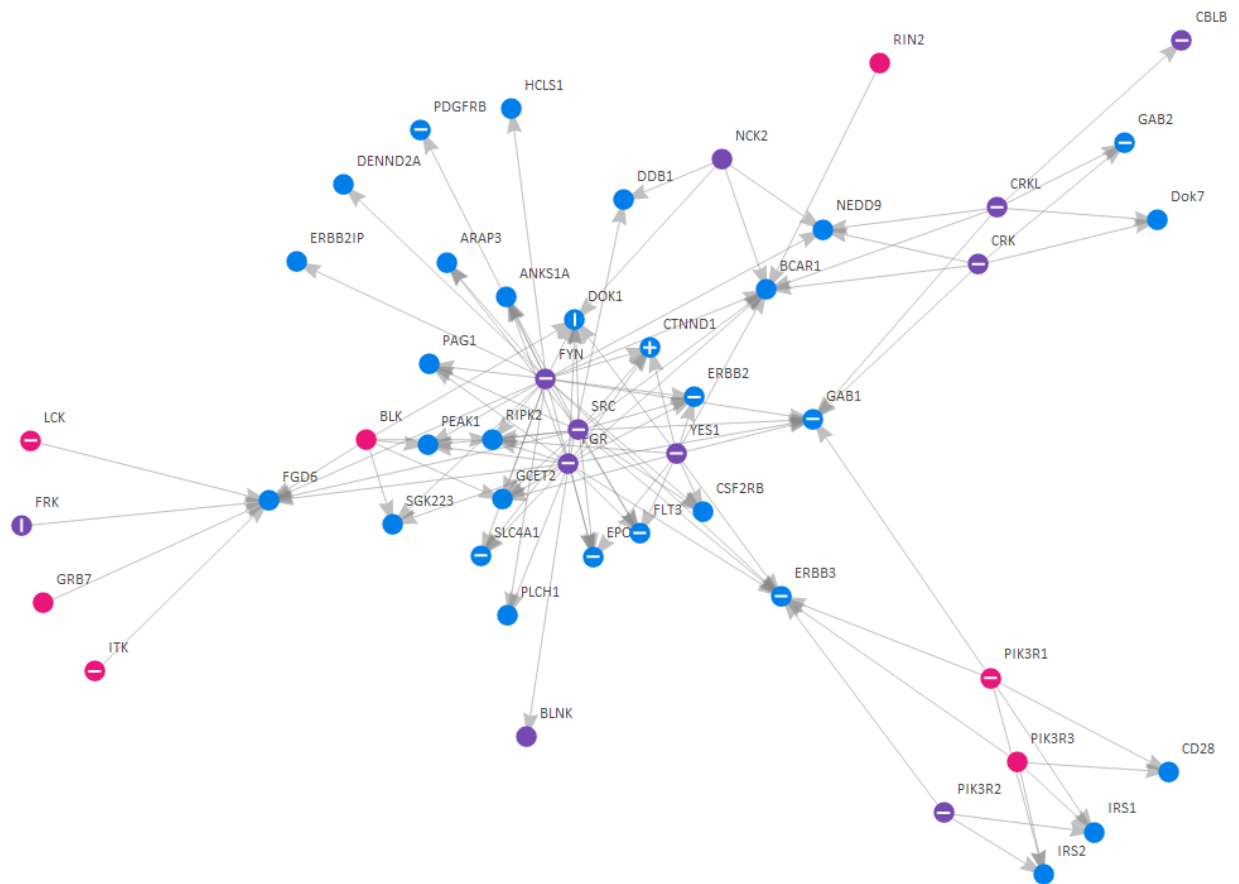 CBLB
RIN2
HCLS1
PDGFRB
GAB2
NCK2
DENND2A
DDB1
CRKL
Dok7
NEDD9
ERBB2IP
ARAP3
CRK
BCAR1
ANKS1A
DOK1
CTNND1
PAG1
FYN
ERBB2
GAB1
SRC
LCK
BLK
PEAK1
RIPK2
YES1
FGR
FGD6
GCET2
CSF2RB
FRK
SGK223
FLT3
SLC4A1
EPO
ERBB3
GRB7
PLCH1
ITK
PIK3R1
BLNK
PIK3R3
CD28
PIK3R2
IRS1
IRS2